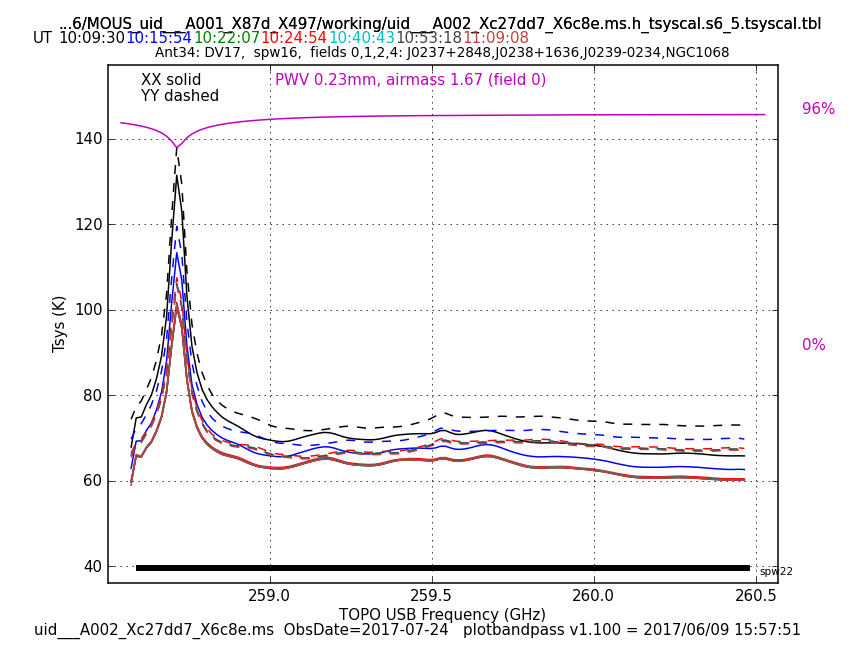 ...6/MOUS_uid___A001_X87d_X497/working/uid___A002_Xc27dd7_X6c8e.ms.h_tsyscal.s6_5.tsyscal.tbl
UT 10:09:30 10:15:54 10:22:07 10:24:54 10:40:43 10:53:18 11:09:08
Ant34: DV17,  spw16,  fields 0,1,2,4: J0237+2848,J0238+1636,J0239-0234,NGC1068
XX solid
YY dashed
PWV 0.23mm, airmass 1.67 (field 0)
96%
0%
140
120
100
80
60
40
Tsys (K)
spw22
259.0 259.5 260.0 260.5
TOPO USB Frequency (GHz)
uid___A002_Xc27dd7_X6c8e.ms  ObsDate=2017-07-24   plotbandpass v1.100 = 2017/06/09 15:57:51